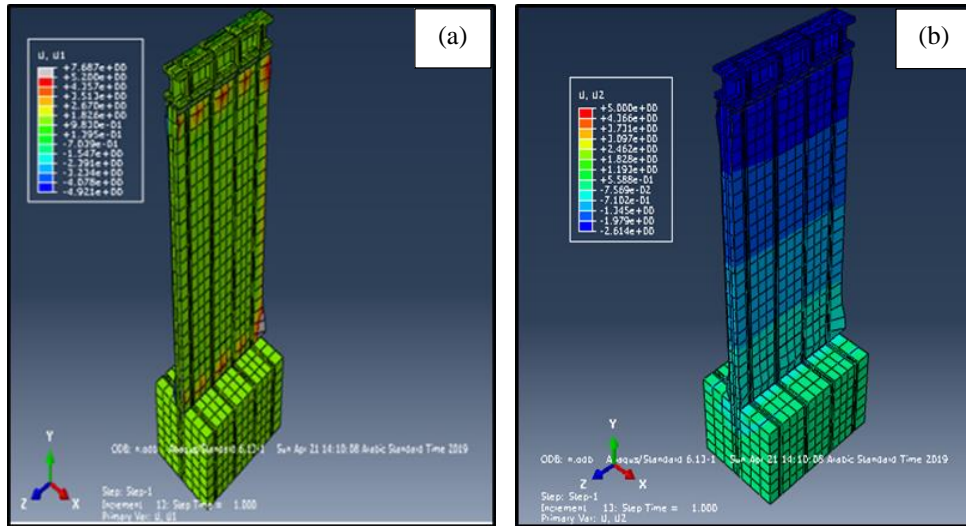 (a)
U, U1
+7.687e+00
+5.200e+00
+4.357e+00
+3.513e+00
+2.670e+00
+1.826e+00
+9.830e-01
+1.395e-01
-7.039e-01
-1.547e+00
-2.391e+00
-3.234e+00
-4.078e+00
-4.921e+00
Y
Z
X
ODB: n.odb Abaqus/Standard 6.13-1 Sun Apr 21 14:10:08 Arabic Standard Time 2019
Step: Step-1
Increment 13: Step Time = 1.000
Primary Var: U, U1
(b)
U, U2
+5.000e+00
+4.366e+00
+3.731e+00
+3.097e+00
+2.462e+00
+1.828e+00
+1.193e+00
+5.588e-01
-7.569e-02
-7.102e-01
-1.345e+00
-1.979e+00
-2.614e+00
Y
Z
X
ODB: n.odb Abaqus/Standard 6.13-1 Sun Apr 21 14:10:08 Arabic Standard Time 2019
Step: Step-1
Increment 13: Step Time = 1.000
Primary Var: U, U2